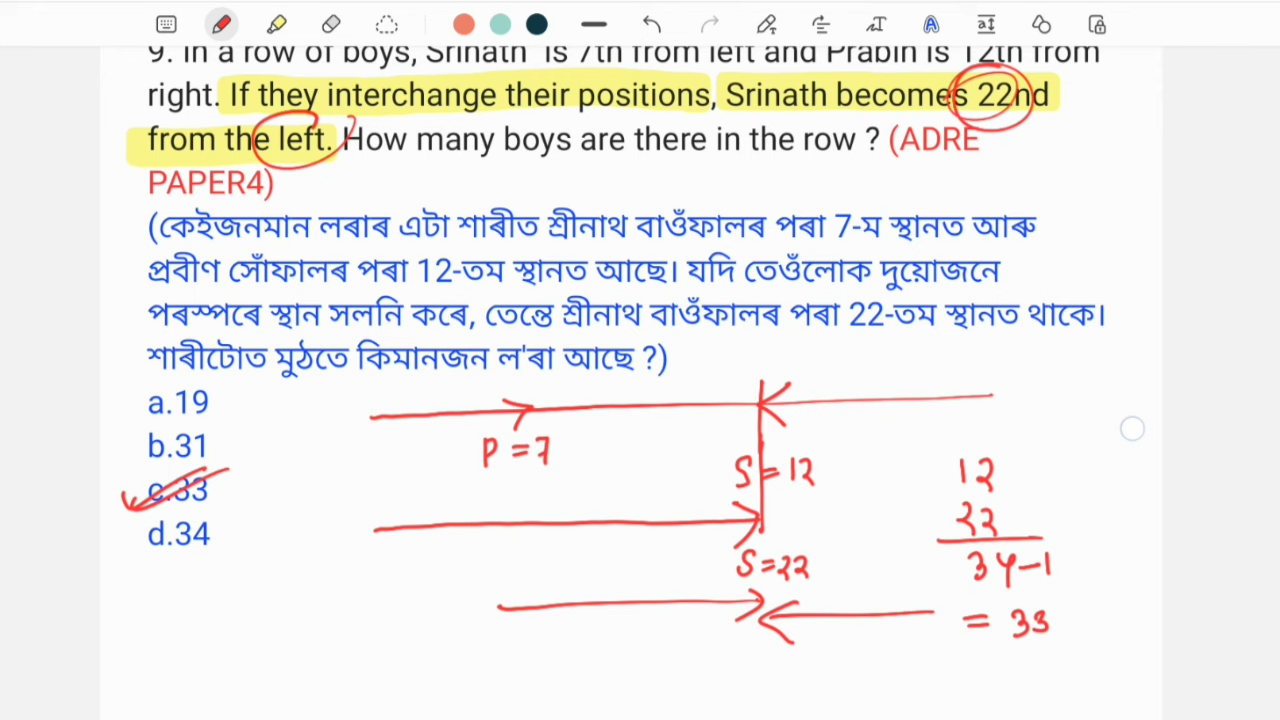 9. In a row of boys, Srinath is 7th from left and Prabin is 12th from
right. If they interchange their positions, Srinath becomes 22nd
from the left. How many boys are there in the row ? (ADRE
PAPER4)
(কেইজনমান লৰাৰ এটা শাৰীত শ্ৰীনাথ বাওঁফালৰ পৰা 7-ম স্থানত আৰু
প্ৰবীণ সোঁফালৰ পৰা 12-তম স্থানত আছে। যদি তেওঁলোক দুয়োজনে
পৰস্পৰে স্থান সলনি কৰে, তেন্তে শ্ৰীনাথ বাওঁফালৰ পৰা 22-তম স্থানত থাকে।
শাৰীটোত মুঠতে কিমানজন ল'ৰা আছে ?)
a.19
b.31
c.33
d.34
P = 7
S = 12
S = 22
12
22
34-1
= 33